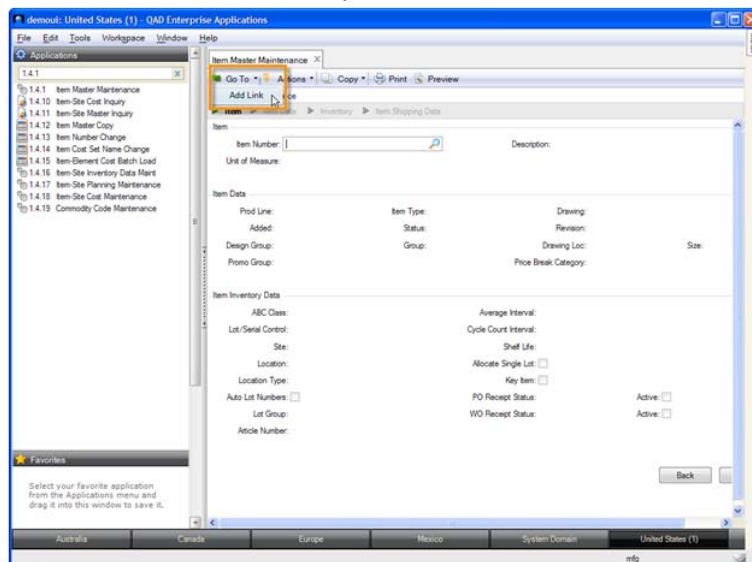 demoui: United States (1) - QAD Enterprise Applications
File Edit Tools Workspace Window Help
Applications
1.4.1
1.4.1 Item Master Maintenance
1.4.10 Item-Site Cost Inquiry
1.4.11 Item-Site Master Inquiry
1.4.12 Item Master Copy
1.4.13 Item Number Change
1.4.14 Item Cost Set Name Change
1.4.15 Item-Element Cost Batch Load
1.4.16 Item-Site Inventory Data Maint
1.4.17 Item-Site Planning Maintenance
1.4.18 Item-Site Cost Maintenance
1.4.19 Commodity Code Maintenance
Favorites
Select your favorite application
from the Applications menu and
drag it into this window to save it.
Item Master Maintenance
Go To Actions Copy Print Preview
Add Link
Item Item Data Inventory Item Shipping Data
Item
Item Number: Description:
Unit of Measure:
Item Data
Prod Line: Item Type: Drawing:
Added: Status: Revision:
Design Group: Group: Drawing Loc: Size:
Promo Group: Price Break Category:
Item Inventory Data
ABC Class: Average Interval:
Lot/Serial Control: Cycle Count Interval:
Site: Shelf Life:
Location: Allocate Single Lot:
Location Type: Key Item:
Auto Lot Numbers: PO Receipt Status: Active:
Lot Group: WO Receipt Status: Active:
Article Number:
Back
Australia Canada Europe Mexico System Domain United States (1)
mfg